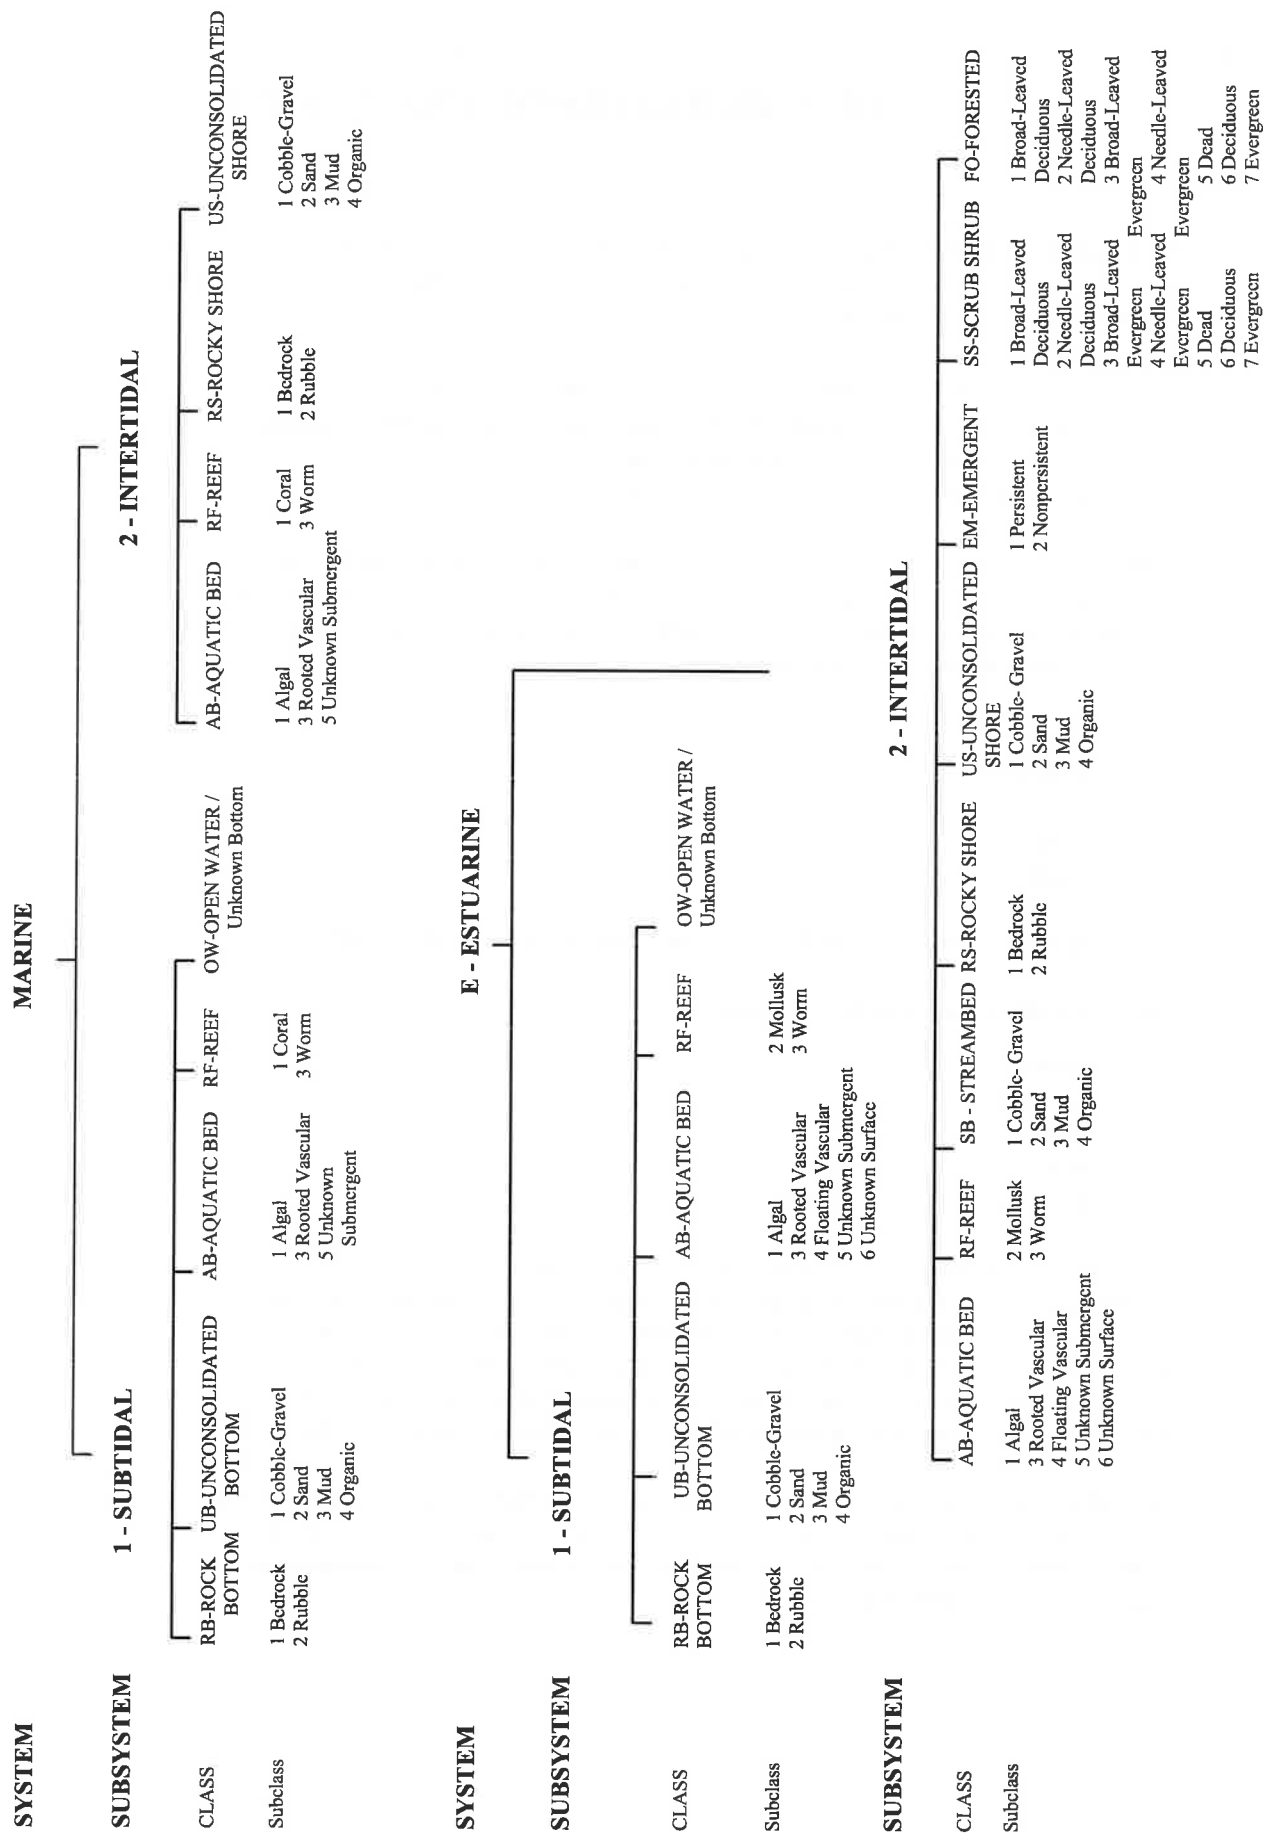 SYSTEM
MARINE
SUBSYSTEM
1 - SUBTIDAL
2 - INTERTIDAL
CLASS
RB-ROCK
BOTTOM
UB-UNCONSOLIDATED
BOTTOM
AB-AQUATIC BED
RF-REEF
OW-OPEN WATER /
Unknown Bottom
AB-AQUATIC BED
RF-REEF
RS-ROCKY SHORE
US-UNCONSOLIDATED
SHORE
Subclass
1 Bedrock
2 Rubble
1 Cobble-Gravel
2 Sand
3 Mud
4 Organic
1 Algal
3 Rooted Vascular
5 Unknown
Submergent
1 Coral
3 Worm
1 Algal
3 Rooted Vascular
5 Unknown Submergent
1 Coral
3 Worm
1 Bedrock
2 Rubble
1 Cobble-Gravel
2 Sand
3 Mud
4 Organic
SYSTEM
E - ESTUARINE
SUBSYSTEM
1 - SUBTIDAL
CLASS
RB-ROCK
BOTTOM
UB-UNCONSOLIDATED
BOTTOM
AB-AQUATIC BED
RF-REEF
OW-OPEN WATER /
Unknown Bottom
Subclass
1 Bedrock
2 Rubble
1 Cobble-Gravel
2 Sand
3 Mud
4 Organic
1 Algal
3 Rooted Vascular
4 Floating Vascular
5 Unknown Submergent
6 Unknown Surface
2 Mollusk
3 Worm
SUBSYSTEM
2 - INTERTIDAL
CLASS
AB-AQUATIC BED
RF-REEF
SB - STREAMBED
RS-ROCKY SHORE
US-UNCONSOLIDATED
SHORE
EM-EMERGENT
SS-SCRUB SHRUB
FO-FORESTED
Subclass
1 Algal
3 Rooted Vascular
4 Floating Vascular
5 Unknown Submergent
6 Unknown Surface
2 Mollusk
3 Worm
1 Cobble- Gravel
2 Sand
3 Mud
4 Organic
1 Bedrock
2 Rubble
1 Cobble- Gravel
2 Sand
3 Mud
4 Organic
1 Persistent
2 Nonpersistent
1 Broad-Leaved
Deciduous
2 Needle-Leaved
Deciduous
3 Broad-Leaved
Evergreen
4 Needle-Leaved
Evergreen
5 Dead
6 Deciduous
7 Evergreen
1 Broad-Leaved
Deciduous
2 Needle-Leaved
Deciduous
3 Broad-Leaved
Evergreen
4 Needle-Leaved
Evergreen
5 Dead
6 Deciduous
7 Evergreen